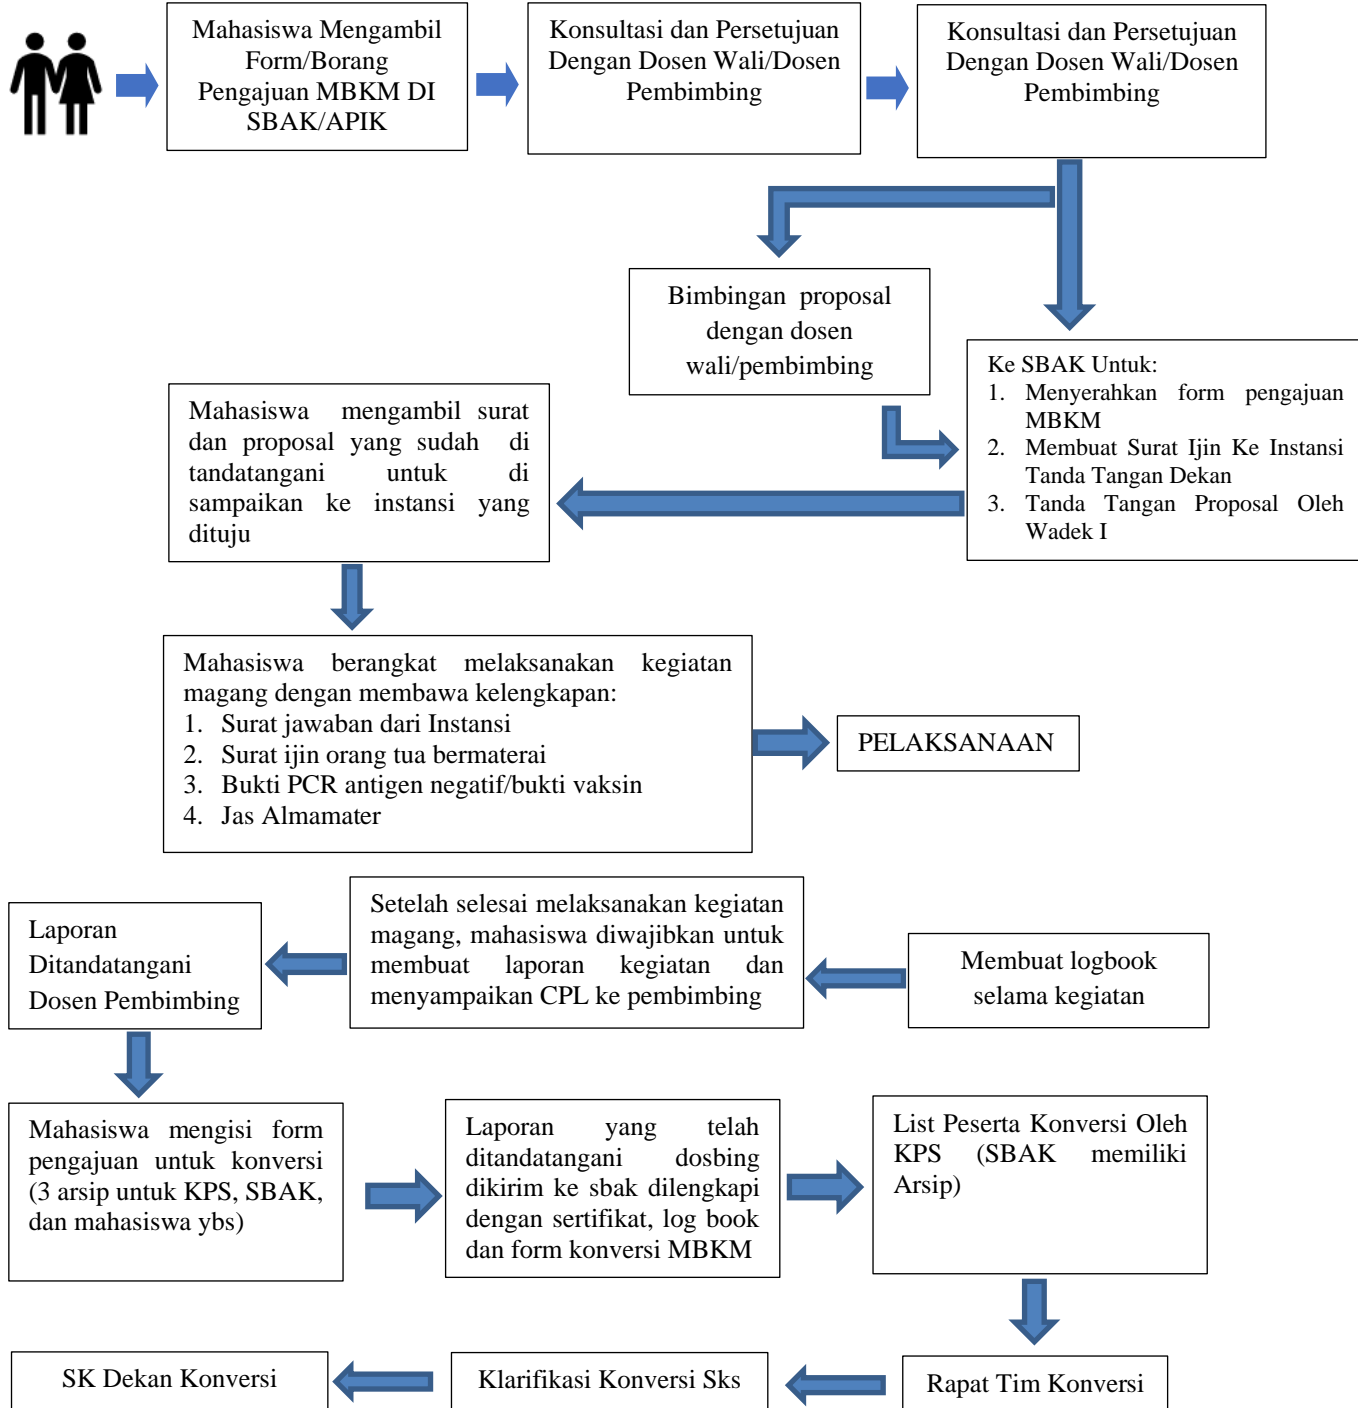 Mahasiswa Mengambil
Form/Borang
Pengajuan MBKM DI
SBAK/APIK
Konsultasi dan Persetujuan
Dengan Dosen Wali/Dosen
Pembimbing
Konsultasi dan Persetujuan
Dengan Dosen Wali/Dosen
Pembimbing
Bimbingan proposal
dengan dosen
wali/pembimbing
Ke SBAK Untuk:
1. Menyerahkan form pengajuan
MBKM
2. Membuat Surat Ijin Ke Instansi
Tanda Tangan Dekan
3. Tanda Tangan Proposal Oleh
Wadek I
Mahasiswa mengambil surat
dan proposal yang sudah di
tandatangani untuk di
sampaikan ke instansi yang
dituju
Mahasiswa berangkat melaksanakan kegiatan
magang dengan membawa kelengkapan:
1. Surat jawaban dari Instansi
2. Surat ijin orang tua bermaterai
3. Bukti PCR antigen negatif/bukti vaksin
4. Jas Almamater
PELAKSANAAN
Membuat logbook
selama kegiatan
Setelah selesai melaksanakan kegiatan
magang, mahasiswa diwajibkan untuk
membuat laporan kegiatan dan
menyampaikan CPL ke pembimbing
Laporan
Ditandatangani
Dosen Pembimbing
Mahasiswa mengisi form
pengajuan untuk konversi
(3 arsip untuk KPS, SBAK,
dan mahasiswa ybs)
Laporan yang telah
ditandatangani dosbing
dikirim ke sbak dilengkapi
dengan sertifikat, log book
dan form konversi MBKM
List Peserta Konversi Oleh
KPS (SBAK memiliki
Arsip)
Rapat Tim Konversi
Klarifikasi Konversi Sks
SK Dekan Konversi